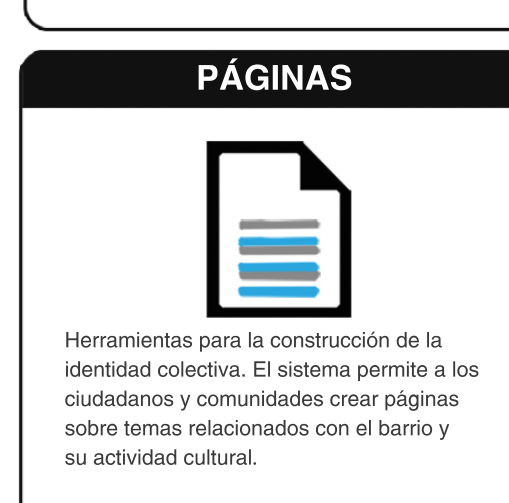 PÁGINAS
Herramientas para la construcción de la
identidad colectiva. El sistema permite a los
ciudadanos y comunidades crear páginas
sobre temas relacionados con el barrio y
su actividad cultural.